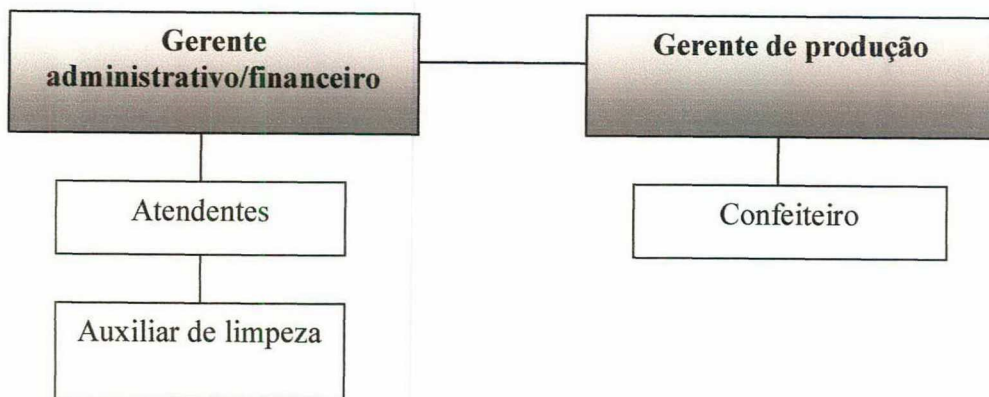 Gerente
administrativo/financeiro
Gerente de produção
Atendentes
Confeiteiro
Auxiliar de limpeza